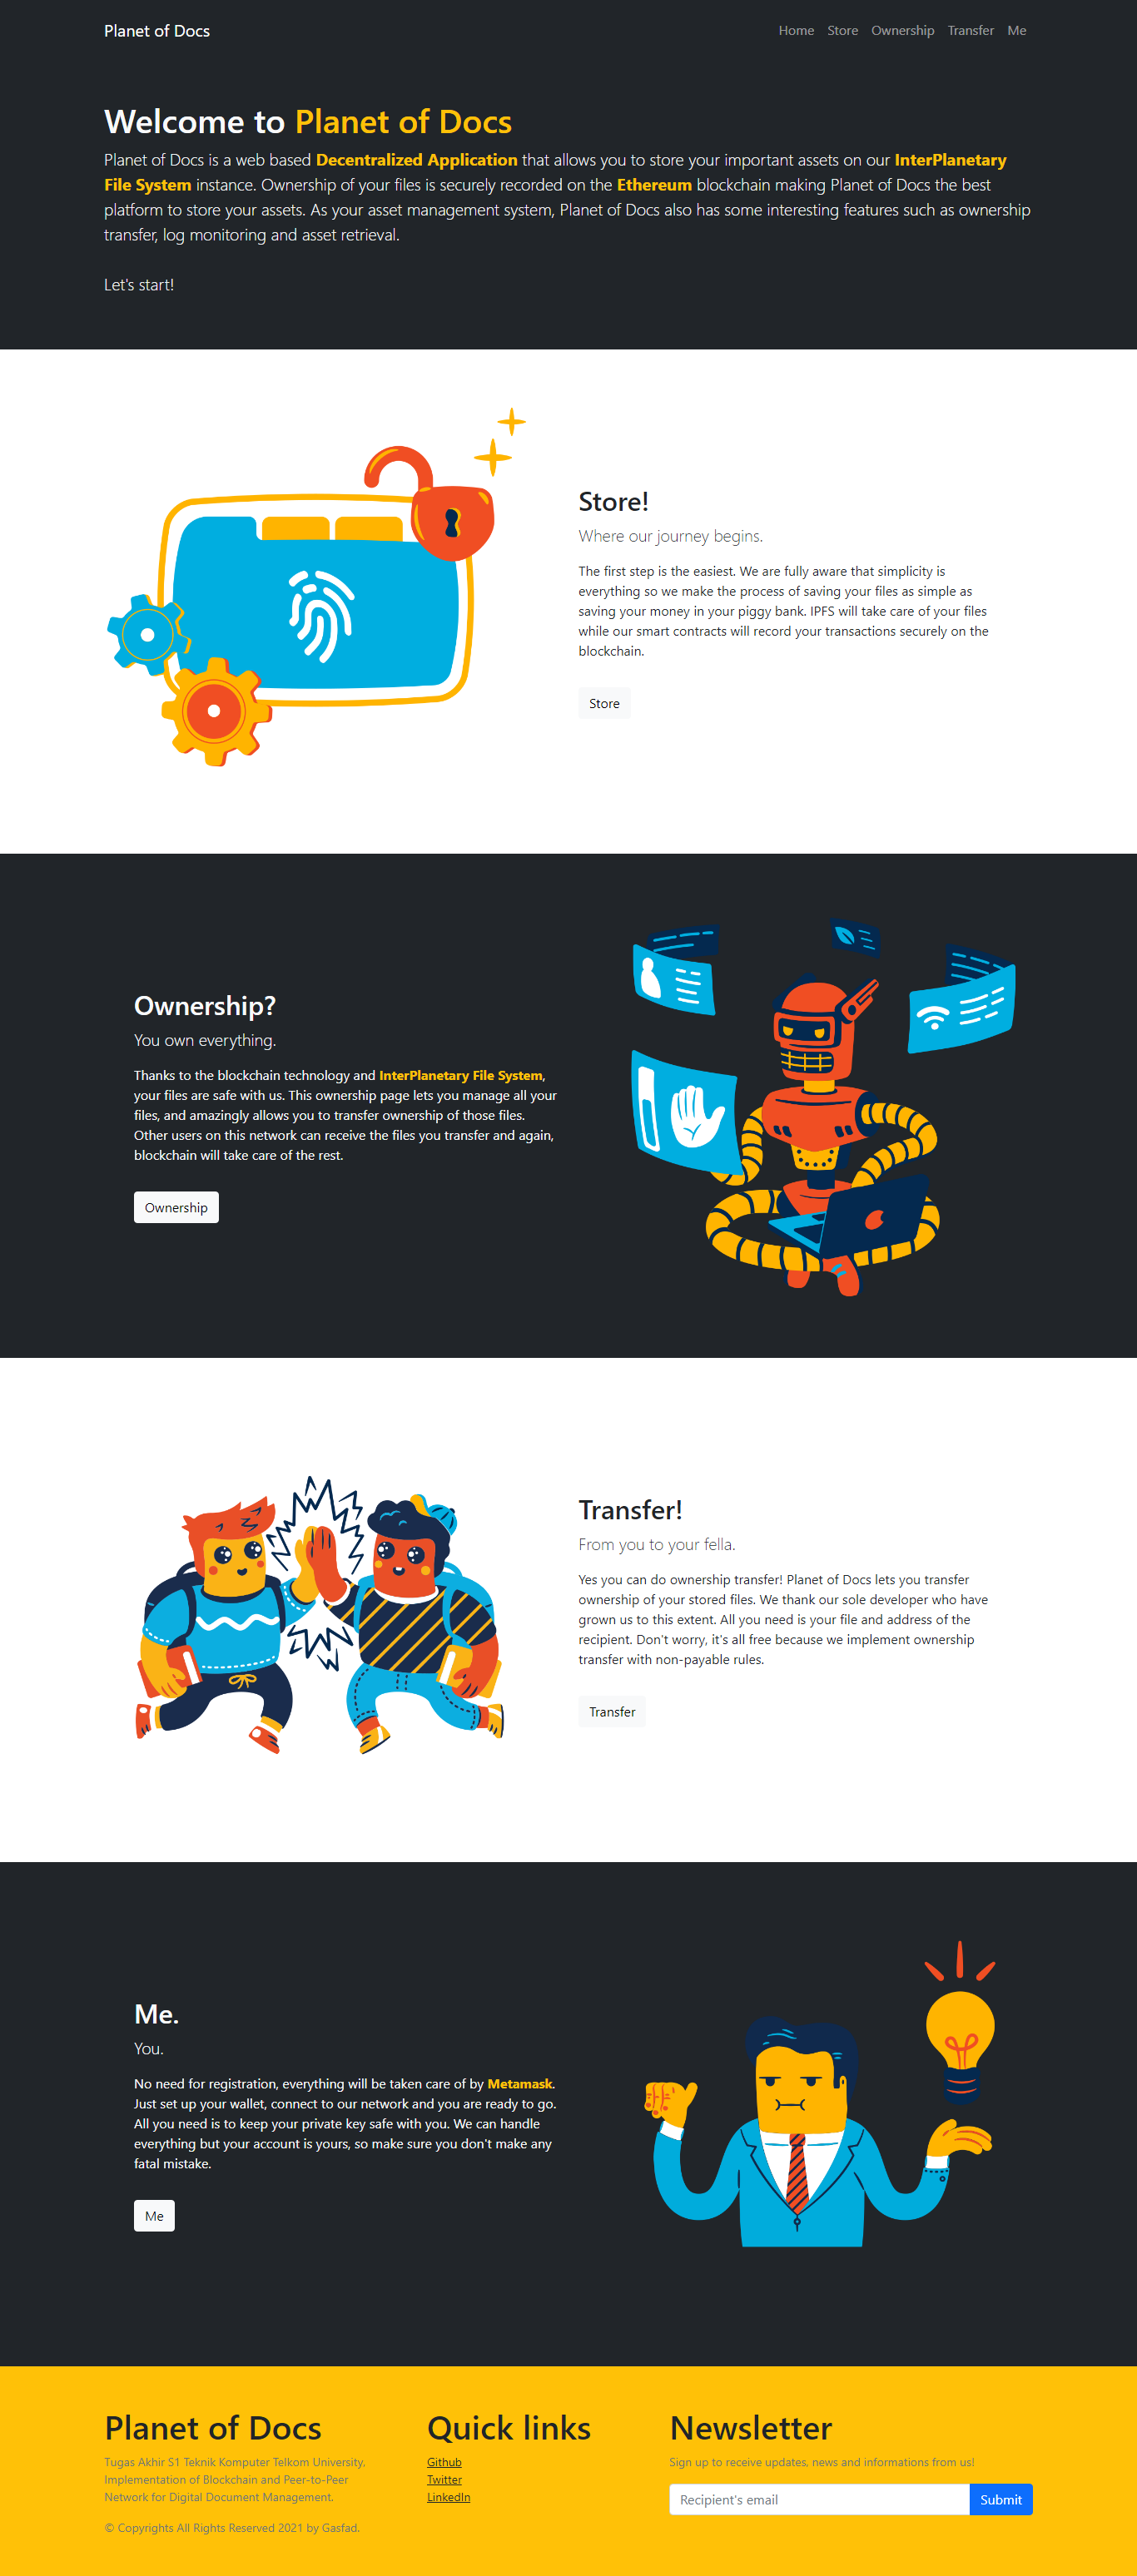 Planet of Docs
Home Store Ownership Transfer Me
Welcome to Planet of Docs
Planet of Docs is a web based Decentralized Application that allows you to store your important assets on our InterPlanetary
File System instance. Ownership of your files is securely recorded on the Ethereum blockchain making Planet of Docs the best
platform to store your assets. As your asset management system, Planet of Docs also has some interesting features such as ownership
transfer, log monitoring and asset retrieval.
Let's start!
Store!
Where our journey begins.
The first step is the easiest. We are fully aware that simplicity is
everything so we make the process of saving your files as simple as
saving your money in your piggy bank. IPFS will take care of your files
while our smart contracts will record your transactions securely on the
blockchain.
Store
Ownership?
You own everything.
Thanks to the blockchain technology and InterPlanetary File System,
your files are safe with us. This ownership page lets you manage all your
files, and amazingly allows you to transfer ownership of those files.
Other users on this network can receive the files you transfer and again,
blockchain will take care of the rest.
Ownership
Transfer!
From you to your fella.
Yes you can do ownership transfer! Planet of Docs lets you transfer
ownership of your stored files. We thank our sole developer who have
grown us to this extent. All you need is your file and address of the
recipient. Don't worry, it's all free because we implement ownership
transfer with non-payable rules.
Transfer
Me.
You.
No need for registration, everything will be taken care of by Metamask.
Just set up your wallet, connect to our network and you are ready to go.
All you need is to keep your private key safe with you. We can handle
everything but your account is yours, so make sure you don't make any
fatal mistake.
Me
Planet of Docs
Tugas Akhir S1 Teknik Komputer Telkom University,
Implementation of Blockchain and Peer-to-Peer
Network for Digital Document Management.
© Copyrights All Rights Reserved 2021 by Gasfad.
Quick links
Github
Twitter
LinkedIn
Newsletter
Sign up to receive updates, news and informations from us!
Recipient's email Submit